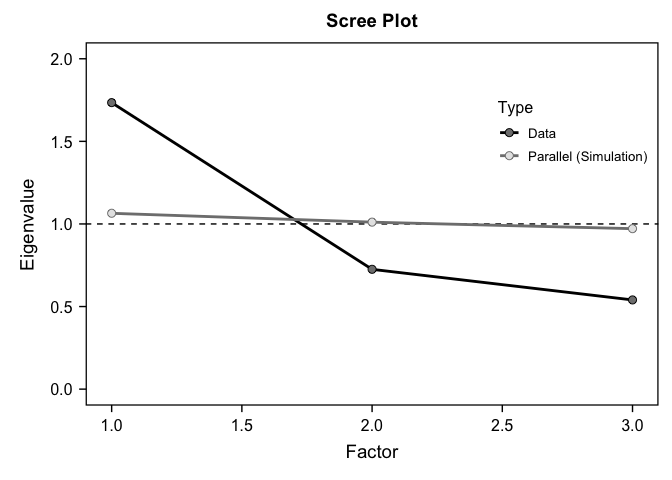 Scree Plot
2.0
1.5
1.0
0.5
0.0
Eigenvalue
Type
Data
Parallel (Simulation)
1.0 1.5 2.0 2.5 3.0
Factor